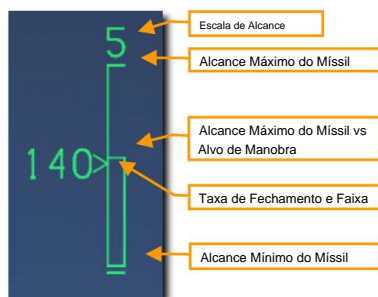 5
Escala de Alcance
Alcance Máximo do Míssil
Alcance Máximo do Míssil vs
Alvo de Manobra
140>
Taxa de Fechamento e Faixa
Alcance Mínimo do Míssil